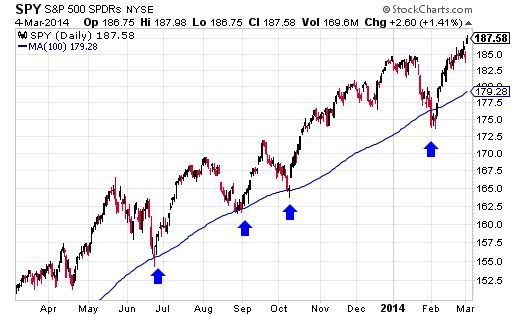 SPY S&P 500 SPDRs NYSE
© StockCharts.com
4-Mar-2014
Op 186.75 Hi 187.98 Lo 186.75 Cl 187.58 Vol 169.6M Chg +2.60 (+1.41%)
SPY (Daily) 187.58
MA(100) 179.28
187.58
185.0
182.5
179.28
177.5
175.0
172.5
170.0
167.5
165.0
162.5
160.0
157.5
155.0
152.5
Apr May Jun Jul Aug Sep Oct Nov Dec 2014 Feb Mar